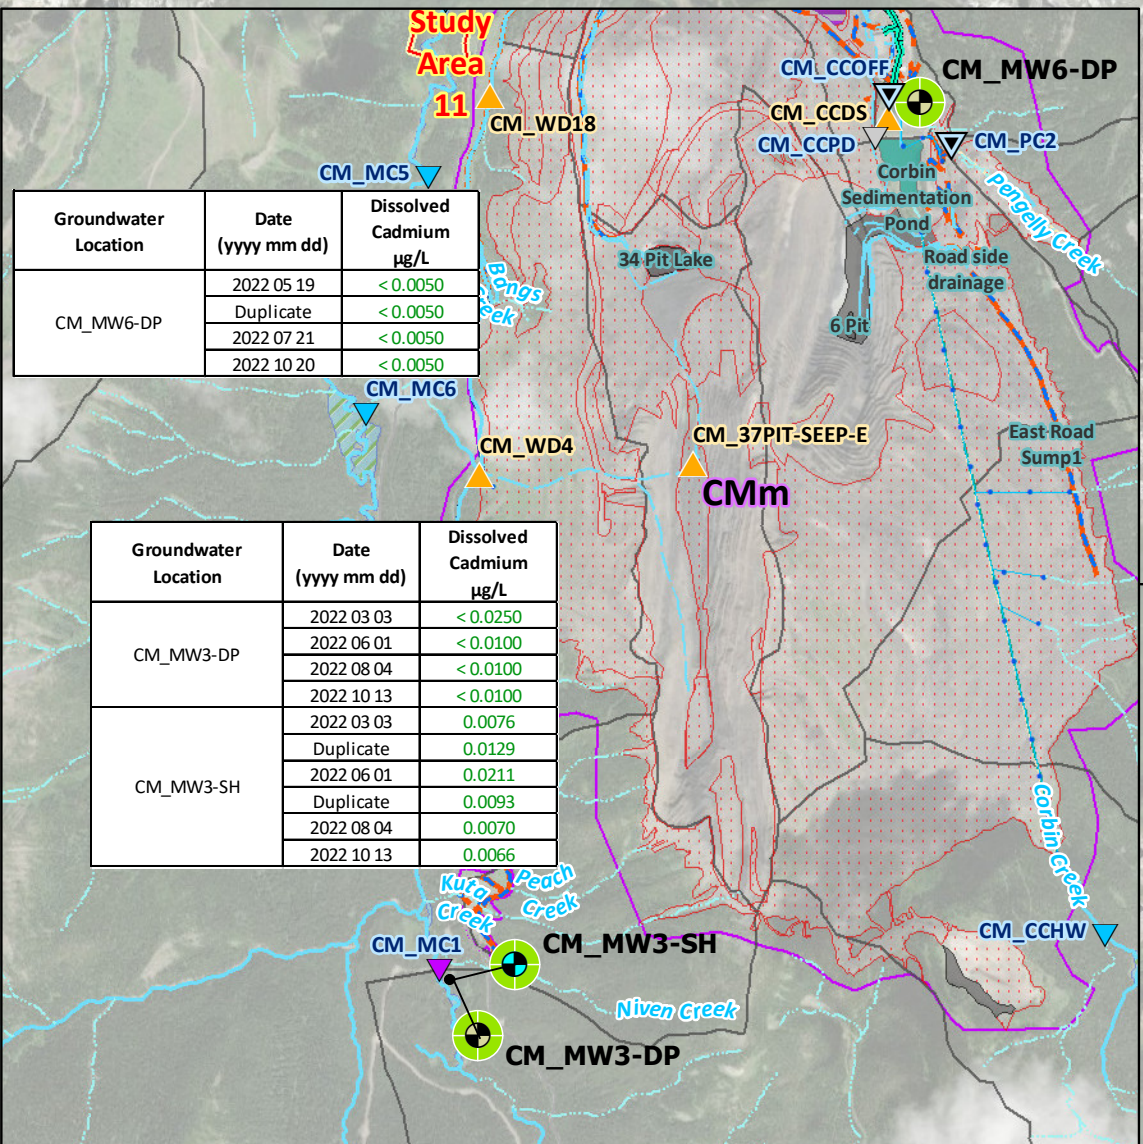 Study
Area
11
CM_CCOFF
CM_MW6-DP
CM_WD18
CM_CCDS
CM_CCPD
CM_PC2
CM_MC5
Corbin
Sedimentation
Pond
Pengelly Creek
Groundwater Location | Date (yyyy mm dd) | Dissolved Cadmium µg/L
CM_MW6-DP | 2022 05 19 | < 0.0050
Duplicate | < 0.0050
2022 07 21 | < 0.0050
2022 10 20 | < 0.0050
Bangs
eek
34 Pit Lake
Road side
drainage
6 Pit
CM_MC6
CM_WD4
CM_37PIT-SEEP-E
CMm
East Road
Sump1
Groundwater Location | Date (yyyy mm dd) | Dissolved Cadmium µg/L
CM_MW3-DP | 2022 03 03 | < 0.0250
2022 06 01 | < 0.0100
2022 08 04 | < 0.0100
2022 10 13 | < 0.0100
CM_MW3-SH | 2022 03 03 | 0.0076
Duplicate | 0.0129
2022 06 01 | 0.0211
Duplicate | 0.0093
2022 08 04 | 0.0070
2022 10 13 | 0.0066
Corbin Creek
Kuta
Creek
Peach
Creek
CM_MC1
CM_MW3-SH
CM_CCHW
Niven Creek
CM_MW3-DP